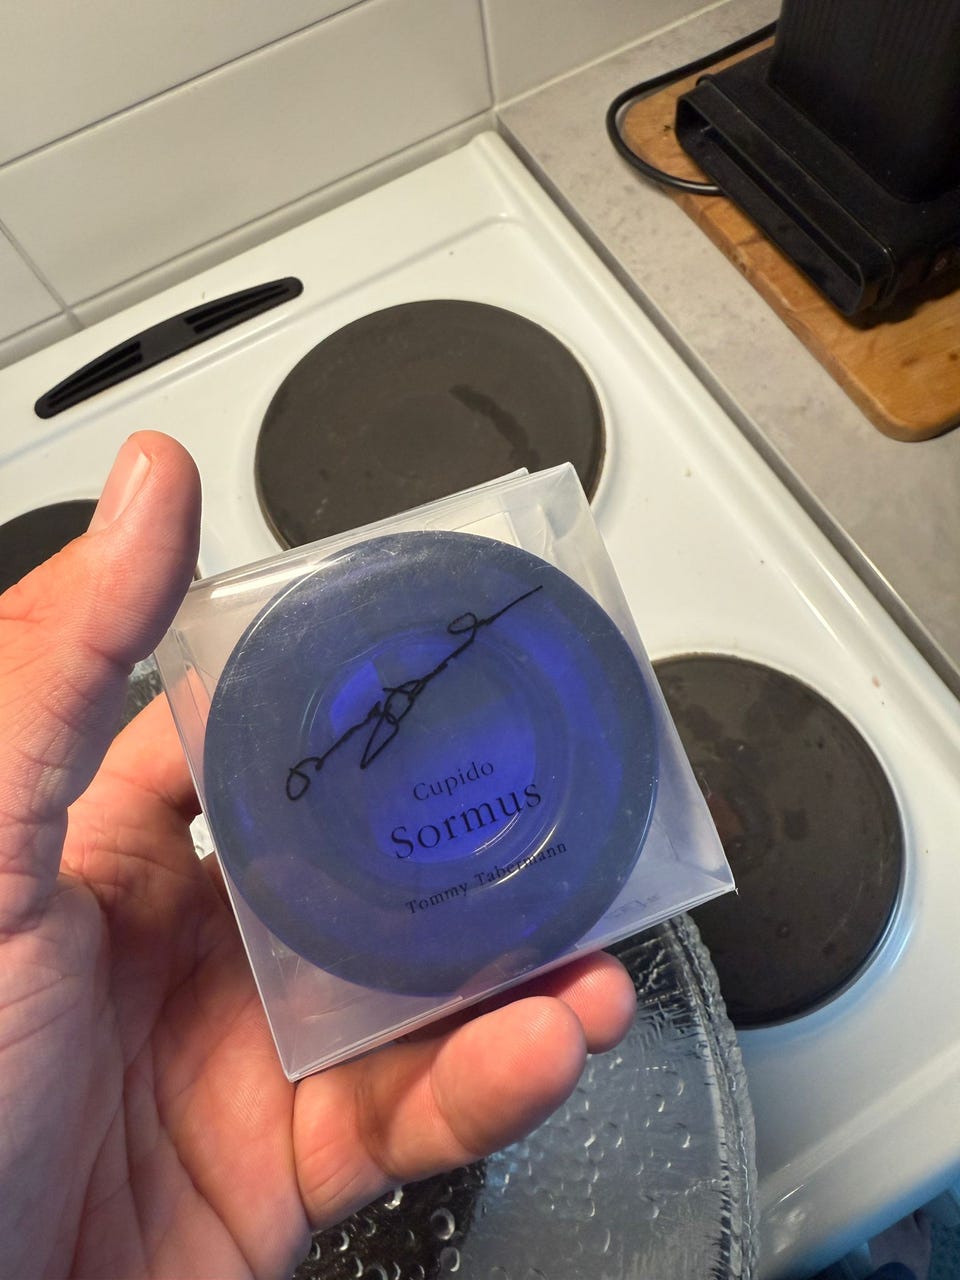 Cupido
Sormus
Tommy Tabermann